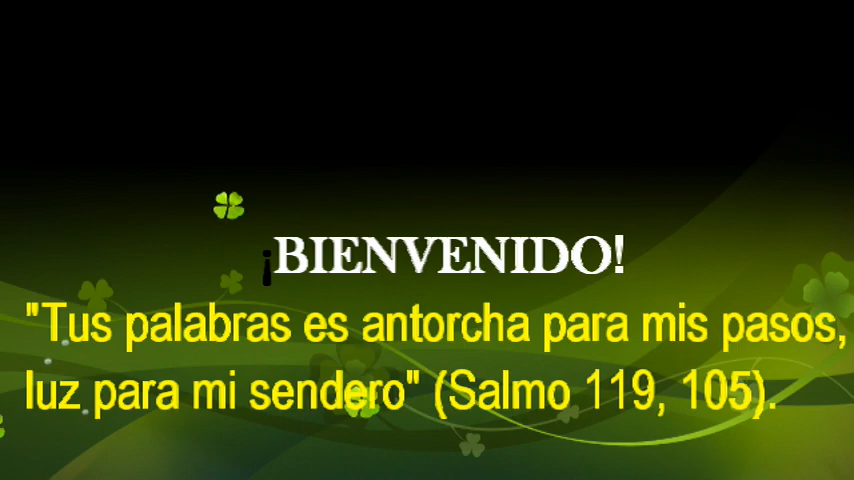 ¡BIENVENIDO!
"Tus palabras es antorcha para mis pasos,
luz para mi sendero" (Salmo 119, 105).